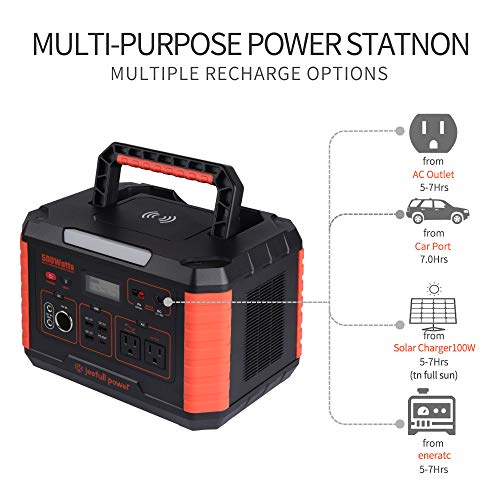 MULTI-PURPOSE POWER STATNON
MULTIPLE RECHARGE OPTIONS
from
AC Outlet
5-7Hrs
from
Car Port
7.0Hrs
from
Solar Charger100W
5-7Hrs
(tn full sun)
from
eneratc
5-7Hrs
500Watts
jeefull power